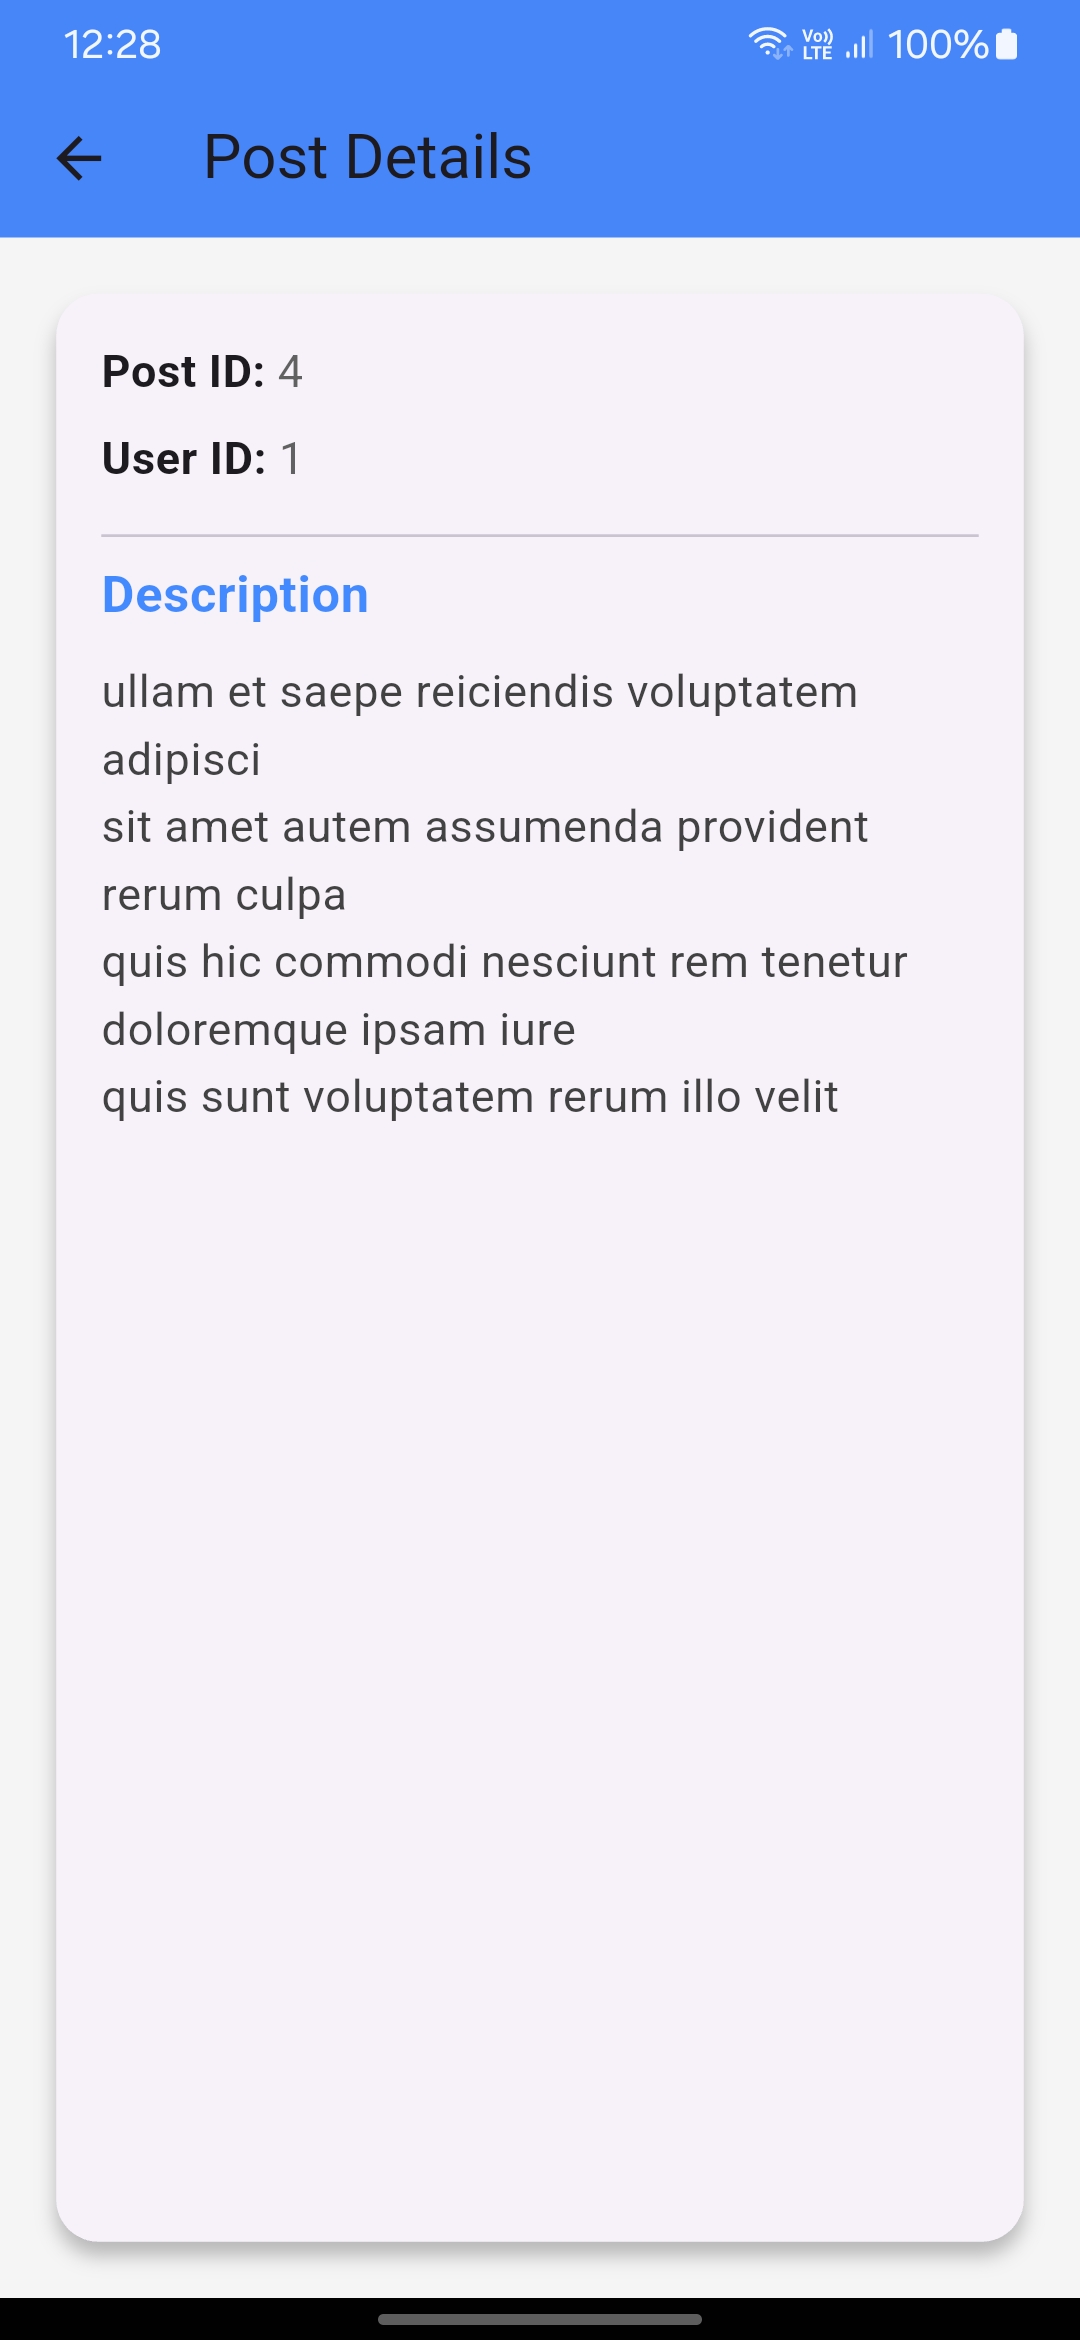 12:28 Vo)) LTE 100%
Post Details
Post ID: 4
User ID: 1
Description
ullam et saepe reiciendis voluptatem
adipisci
sit amet autem assumenda provident
rerum culpa
quis hic commodi nesciunt rem tenetur
doloremque ipsam iure
quis sunt voluptatem rerum illo velit